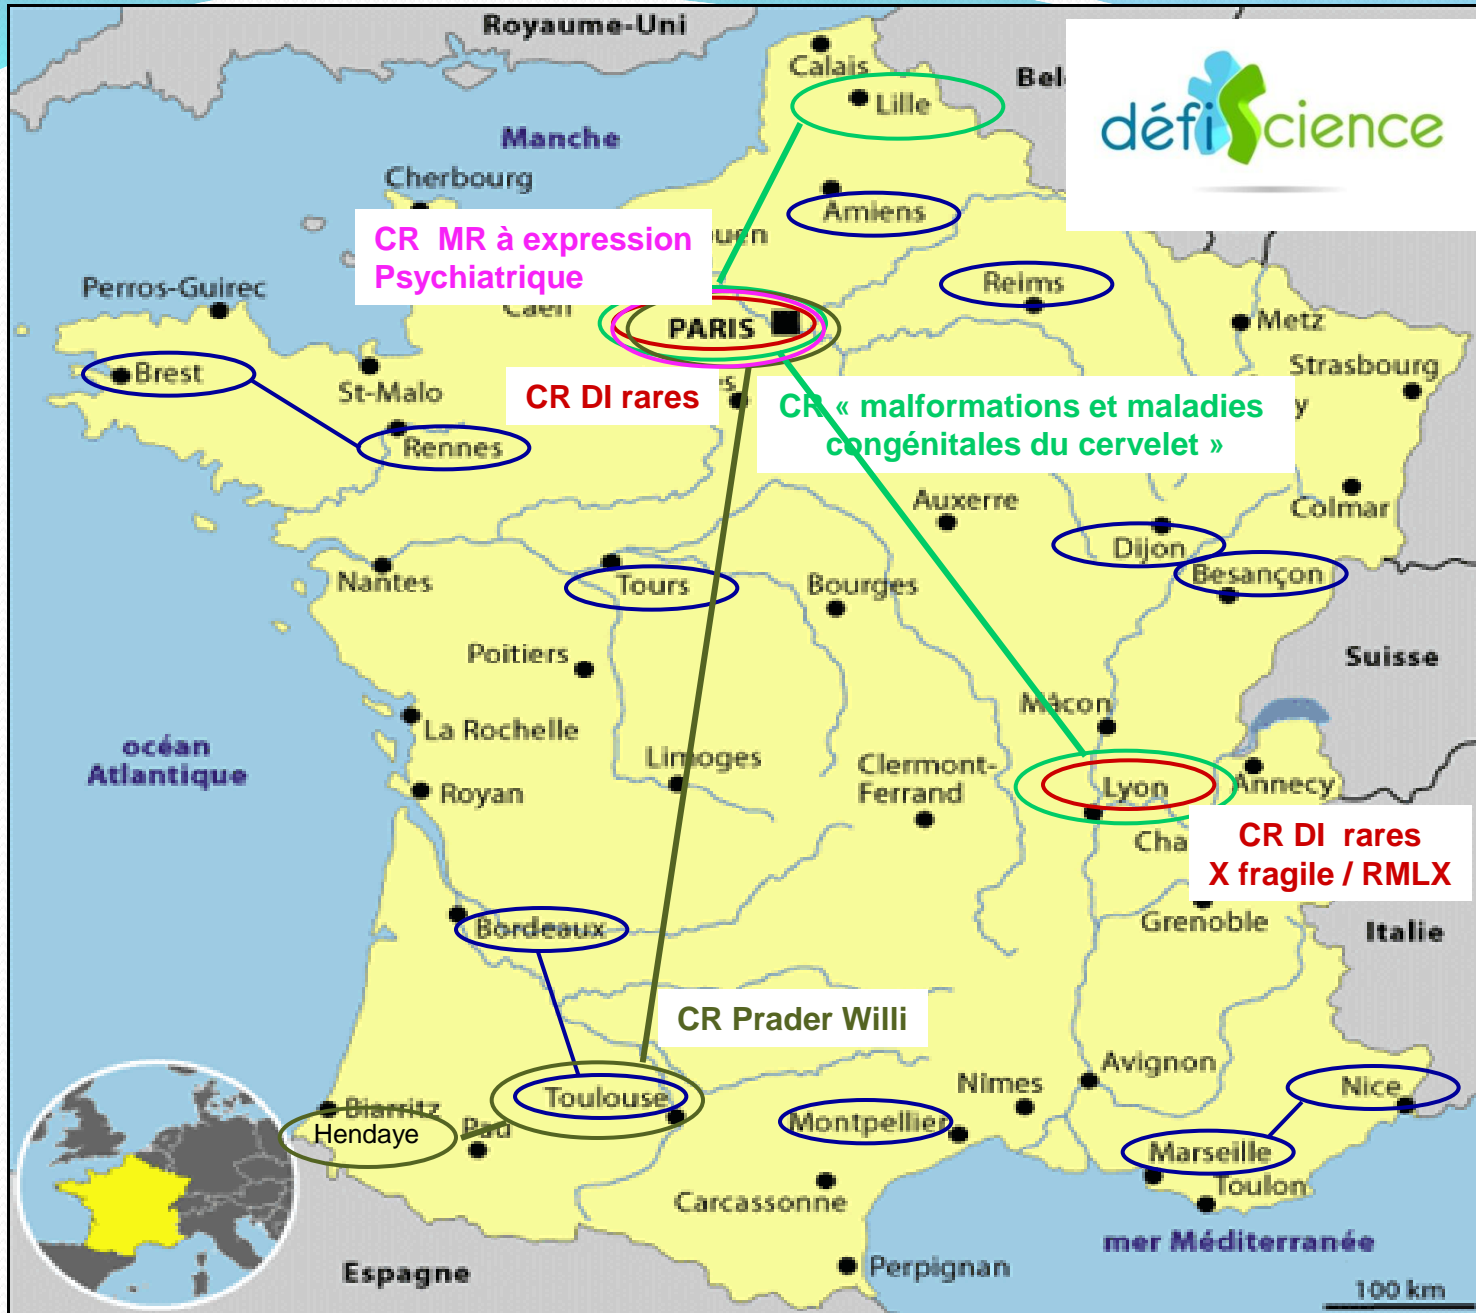 Royaume-Uni
Calais
Lille
défiScience
Manche
Cherbourg
Amiens
CR MR à expression
Psychiatrique
Perros-Guirec
Caen
Reims
PARIS
Metz
Brest
St-Malo
Strasbourg
CR DI rares
CR « malformations et maladies
congénitales du cervelet »
Rennes
Auxerre
Colmar
Dijon
Nantes
Tours
Bourges
Besançon
Poitiers
Suisse
La Rochelle
Mâcon
océan
Atlantique
Limoges
Clermont-
Ferrand
Lyon
Annecy
Royan
CR DI rares
X fragile / RMLX
Bordeaux
Grenoble
Italie
CR Prader Willi
Avignon
Nîmes
Nice
Toulouse
Biarritz
Hendaye
Pau
Montpellier
Marseille
Toulon
Carcassonne
mer Méditerranée
Espagne
Perpignan
100 km